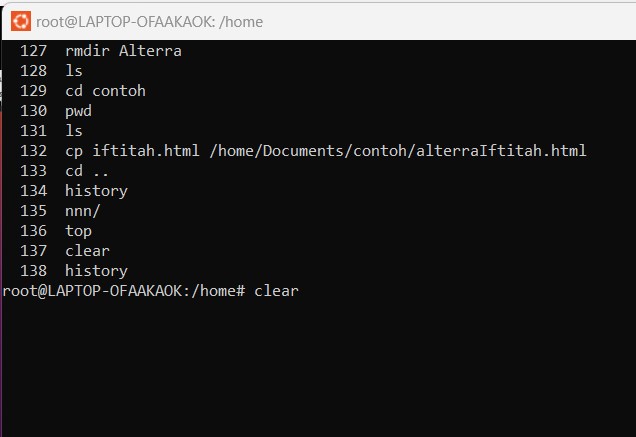 root@LAPTOP-OFAAKAOK: /home
127 rmdir Alterra
128 ls
129 cd contoh
130 pwd
131 ls
132 cp iftitah.html /home/Documents/contoh/alterraIftitah.html
133 cd ..
134 history
135 nnn/
136 top
137 clear
138 history
root@LAPTOP-OFAAKAOK:/home# clear